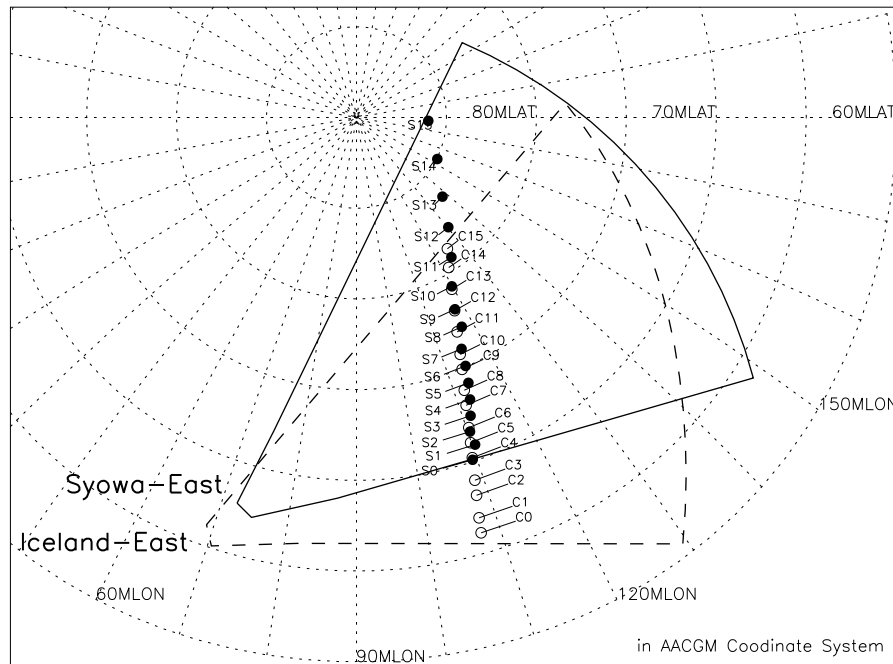 80MLAT
70MLAT
60MLAT
S15
S14
S13
S12
C15
S11
C14
C13
S10
C12
S9
C11
S8
C10
S7
C9
S6
C8
S5
C7
S4
C6
S3
C5
S2
C4
S1
S0
C3
C2
C1
C0
150MLON
Syowa-East
Iceland-East
60MLON
120MLON
90MLON
in AACGM Coodinate System